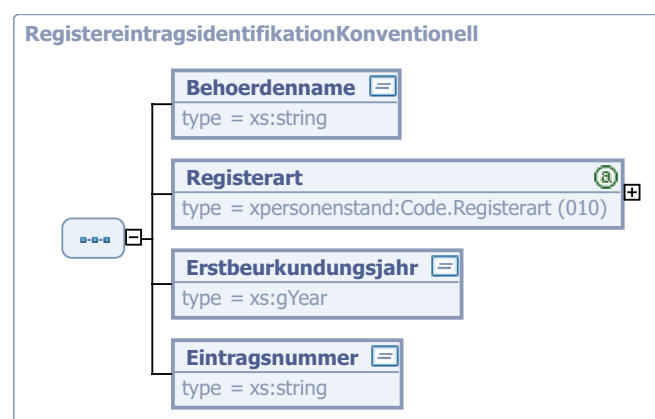 RegistereintragsidentifikationKonventionell
Behoerdenname
type = xs:string
Registerart
a
type = xpersonenstand:Code.Registerart (010)
Erstbeurkundungsjahr
type = xs:gYear
Eintragsnummer
type = xs:string